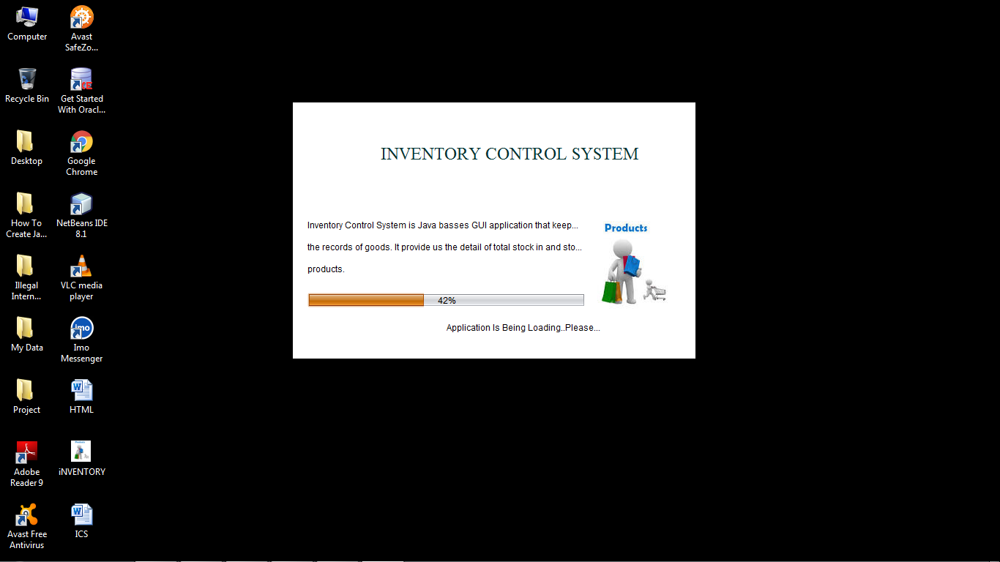 Computer
Avast
SafeZo...
Recycle Bin
Get Started
With Oracl...
Desktop
Google
Chrome
How To
Create Ja...
NetBeans IDE
8.1
Illegal
Intern...
VLC media
player
My Data
imo
Imo
Messenger
Project
HTML
Adobe
Reader 9
iNVENTORY
Avast Free
Antivirus
ICS
INVENTORY CONTROL SYSTEM
Inventory Control System is Java basses GUI application that keep...
the records of goods. It provide us the detail of total stock in and sto...
products.
Products
42%
Application Is Being Loading..Please...